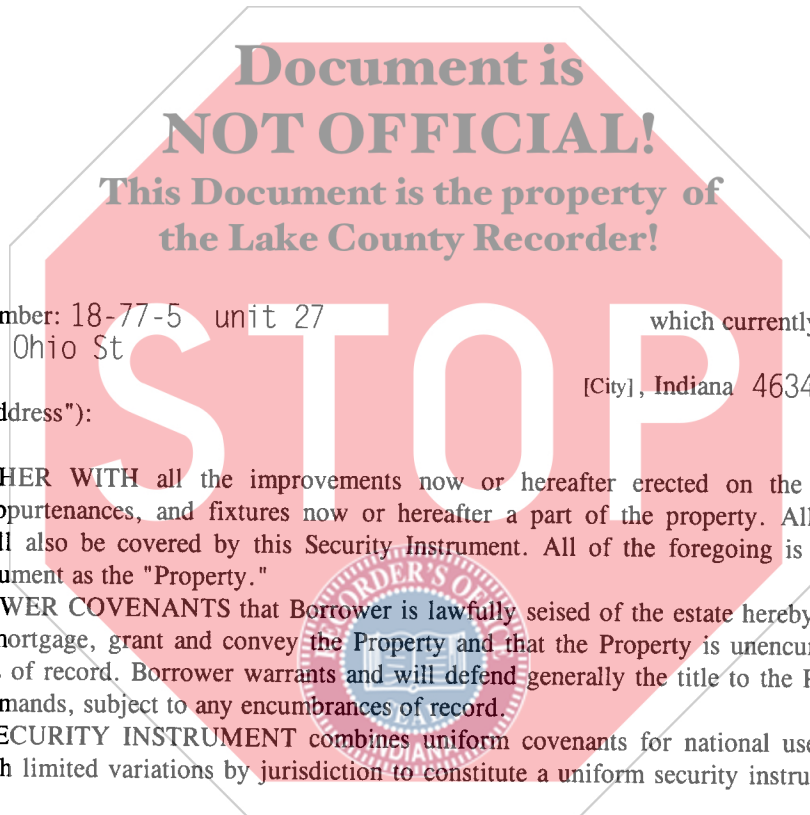 Document is
NOT OFFICIAL!
This Document is the property of
the Lake County Recorder!
STOP
mber: 18-77-5 unit 27 which currently
Ohio St
[City], Indiana 4634
ddress"):
HER WITH all the improvements now or hereafter erected on the
ppurtenances, and fixtures now or hereafter a part of the property. All
ll also be covered by this Security Instrument. All of the foregoing is
ument as the "Property."
WER COVENANTS that Borrower is lawfully seised of the estate hereby
mortgage, grant and convey the Property and that the Property is unencu
of record. Borrower warrants and will defend generally the title to the
mands, subject to any encumbrances of record.
ECURITY INSTRUMENT combines uniform covenants for national use
h limited variations by jurisdiction to constitute a uniform security instru
RECORDER'S OFFICE
SEAL
INDIANA